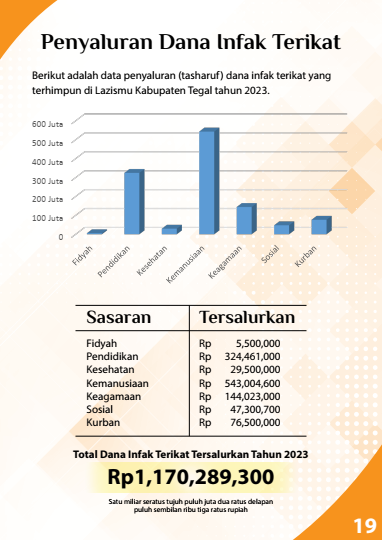 Penyaluran Dana Infak Terikat
Berikut adalah data penyaluran (tasharuf) dana infak terikat yang
terhimpun di Lazismu Kabupaten Tegal tahun 2023.
600 Juta
500 Juta
400 Juta
300 Juta
200 Juta
100 Juta
0
Fidyah
Pendidikan
Kesehatan
Kemanusiaan
Keagamaan
Sosial
Kurban
Sasaran Tersalurkan
Fidyah Rp 5,500,000
Pendidikan Rp 324,461,000
Kesehatan Rp 29,500,000
Kemanusiaan Rp 543,004,600
Keagamaan Rp 144,023,000
Sosial Rp 47,300,700
Kurban Rp 76,500,000
Total Dana Infak Terikat Tersalurkan Tahun 2023
Rp1,170,289,300
Satu miliar seratus tujuh puluh juta dua ratus delapan
puluh sembilan ribu tiga ratus rupiah
19